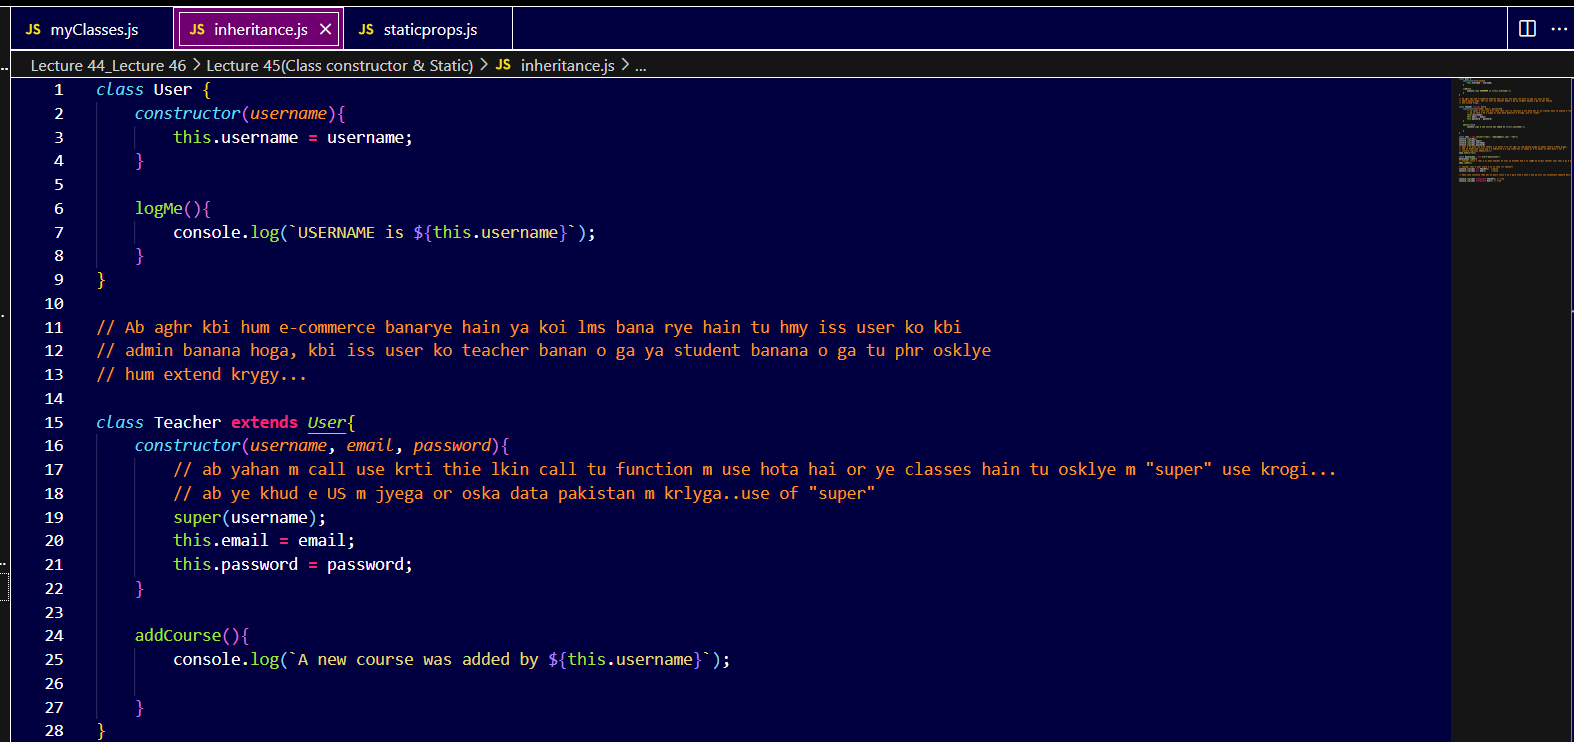 JS myClasses.js JS inheritance.js JS staticprops.js
Lecture 44_Lecture 46 > Lecture 45(Class constructor & Static) > JS inheritance.js > ...
1 class User {
2     constructor(username){
3         this.username = username;
4     }
5
6     logMe(){
7         console.log(`USERNAME is ${this.username}`);
8     }
9 }
10
11 // Ab aghr kbi hum e-commerce banarye hain ya koi lms bana rye hain tu hmy iss user ko kbi
12 // admin banana hoga, kbi iss user ko teacher banan o ga ya student banana o ga tu phr osklye
13 // hum extend krygy...
14
15 class Teacher extends User{
16     constructor(username, email, password){
17         // ab yahan m call use krti thie lkin call tu function m use hota hai or ye classes hain tu osklye m "super" use krogi...
18         // ab ye khud e US m jyega or oska data pakistan m krlyga..use of "super"
19         super(username);
20         this.email = email;
21         this.password = password;
22     }
23
24     addCourse(){
25         console.log(`A new course was added by ${this.username}`);
26
27     }
28 }